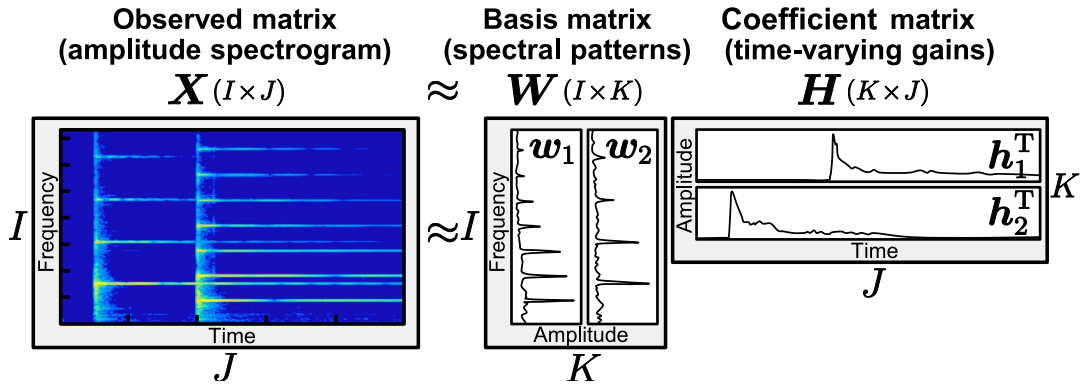 Observed matrix
(amplitude spectrogram)
X (I × J)
≈
Basis matrix
(spectral patterns)
W (I × K)
Coefficient matrix
(time-varying gains)
H (K × J)
I
Frequency
Time
J
≈
I
Frequency
w₁
w₂
Amplitude
K
Amplitude
h₁ᵀ
h₂ᵀ
Time
K
J